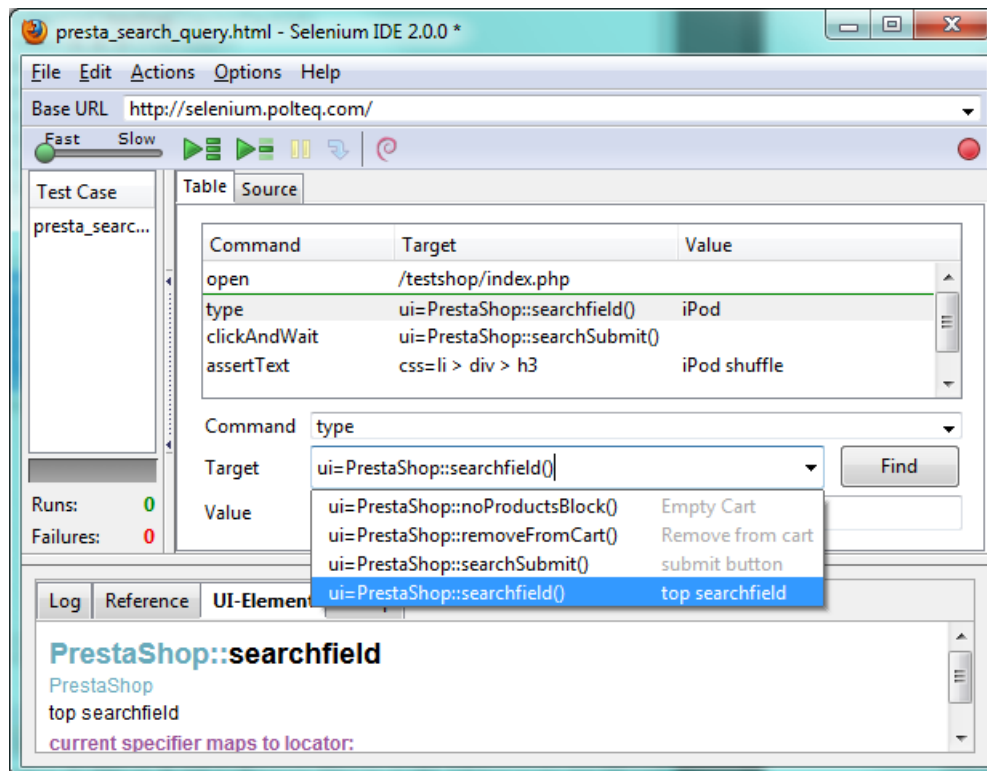 presta_search_query.html - Selenium IDE 2.0.0 *
File Edit Actions Options Help
Base URL http://selenium.polteq.com/
Fast Slow
Test Case
presta_searc...
Runs: 0
Failures: 0
Table Source
Command Target Value
open /testshop/index.php
type ui=PrestaShop::searchfield() iPod
clickAndWait ui=PrestaShop::searchSubmit()
assertText css=li > div > h3 iPod shuffle
Command type
Target ui=PrestaShop::searchfield() Find
Value
ui=PrestaShop::noProductsBlock() Empty Cart
ui=PrestaShop::removeFromCart() Remove from cart
ui=PrestaShop::searchSubmit() submit button
ui=PrestaShop::searchfield() top searchfield
Log Reference UI-Element
PrestaShop::searchfield
PrestaShop
top searchfield
current specifier maps to locator: